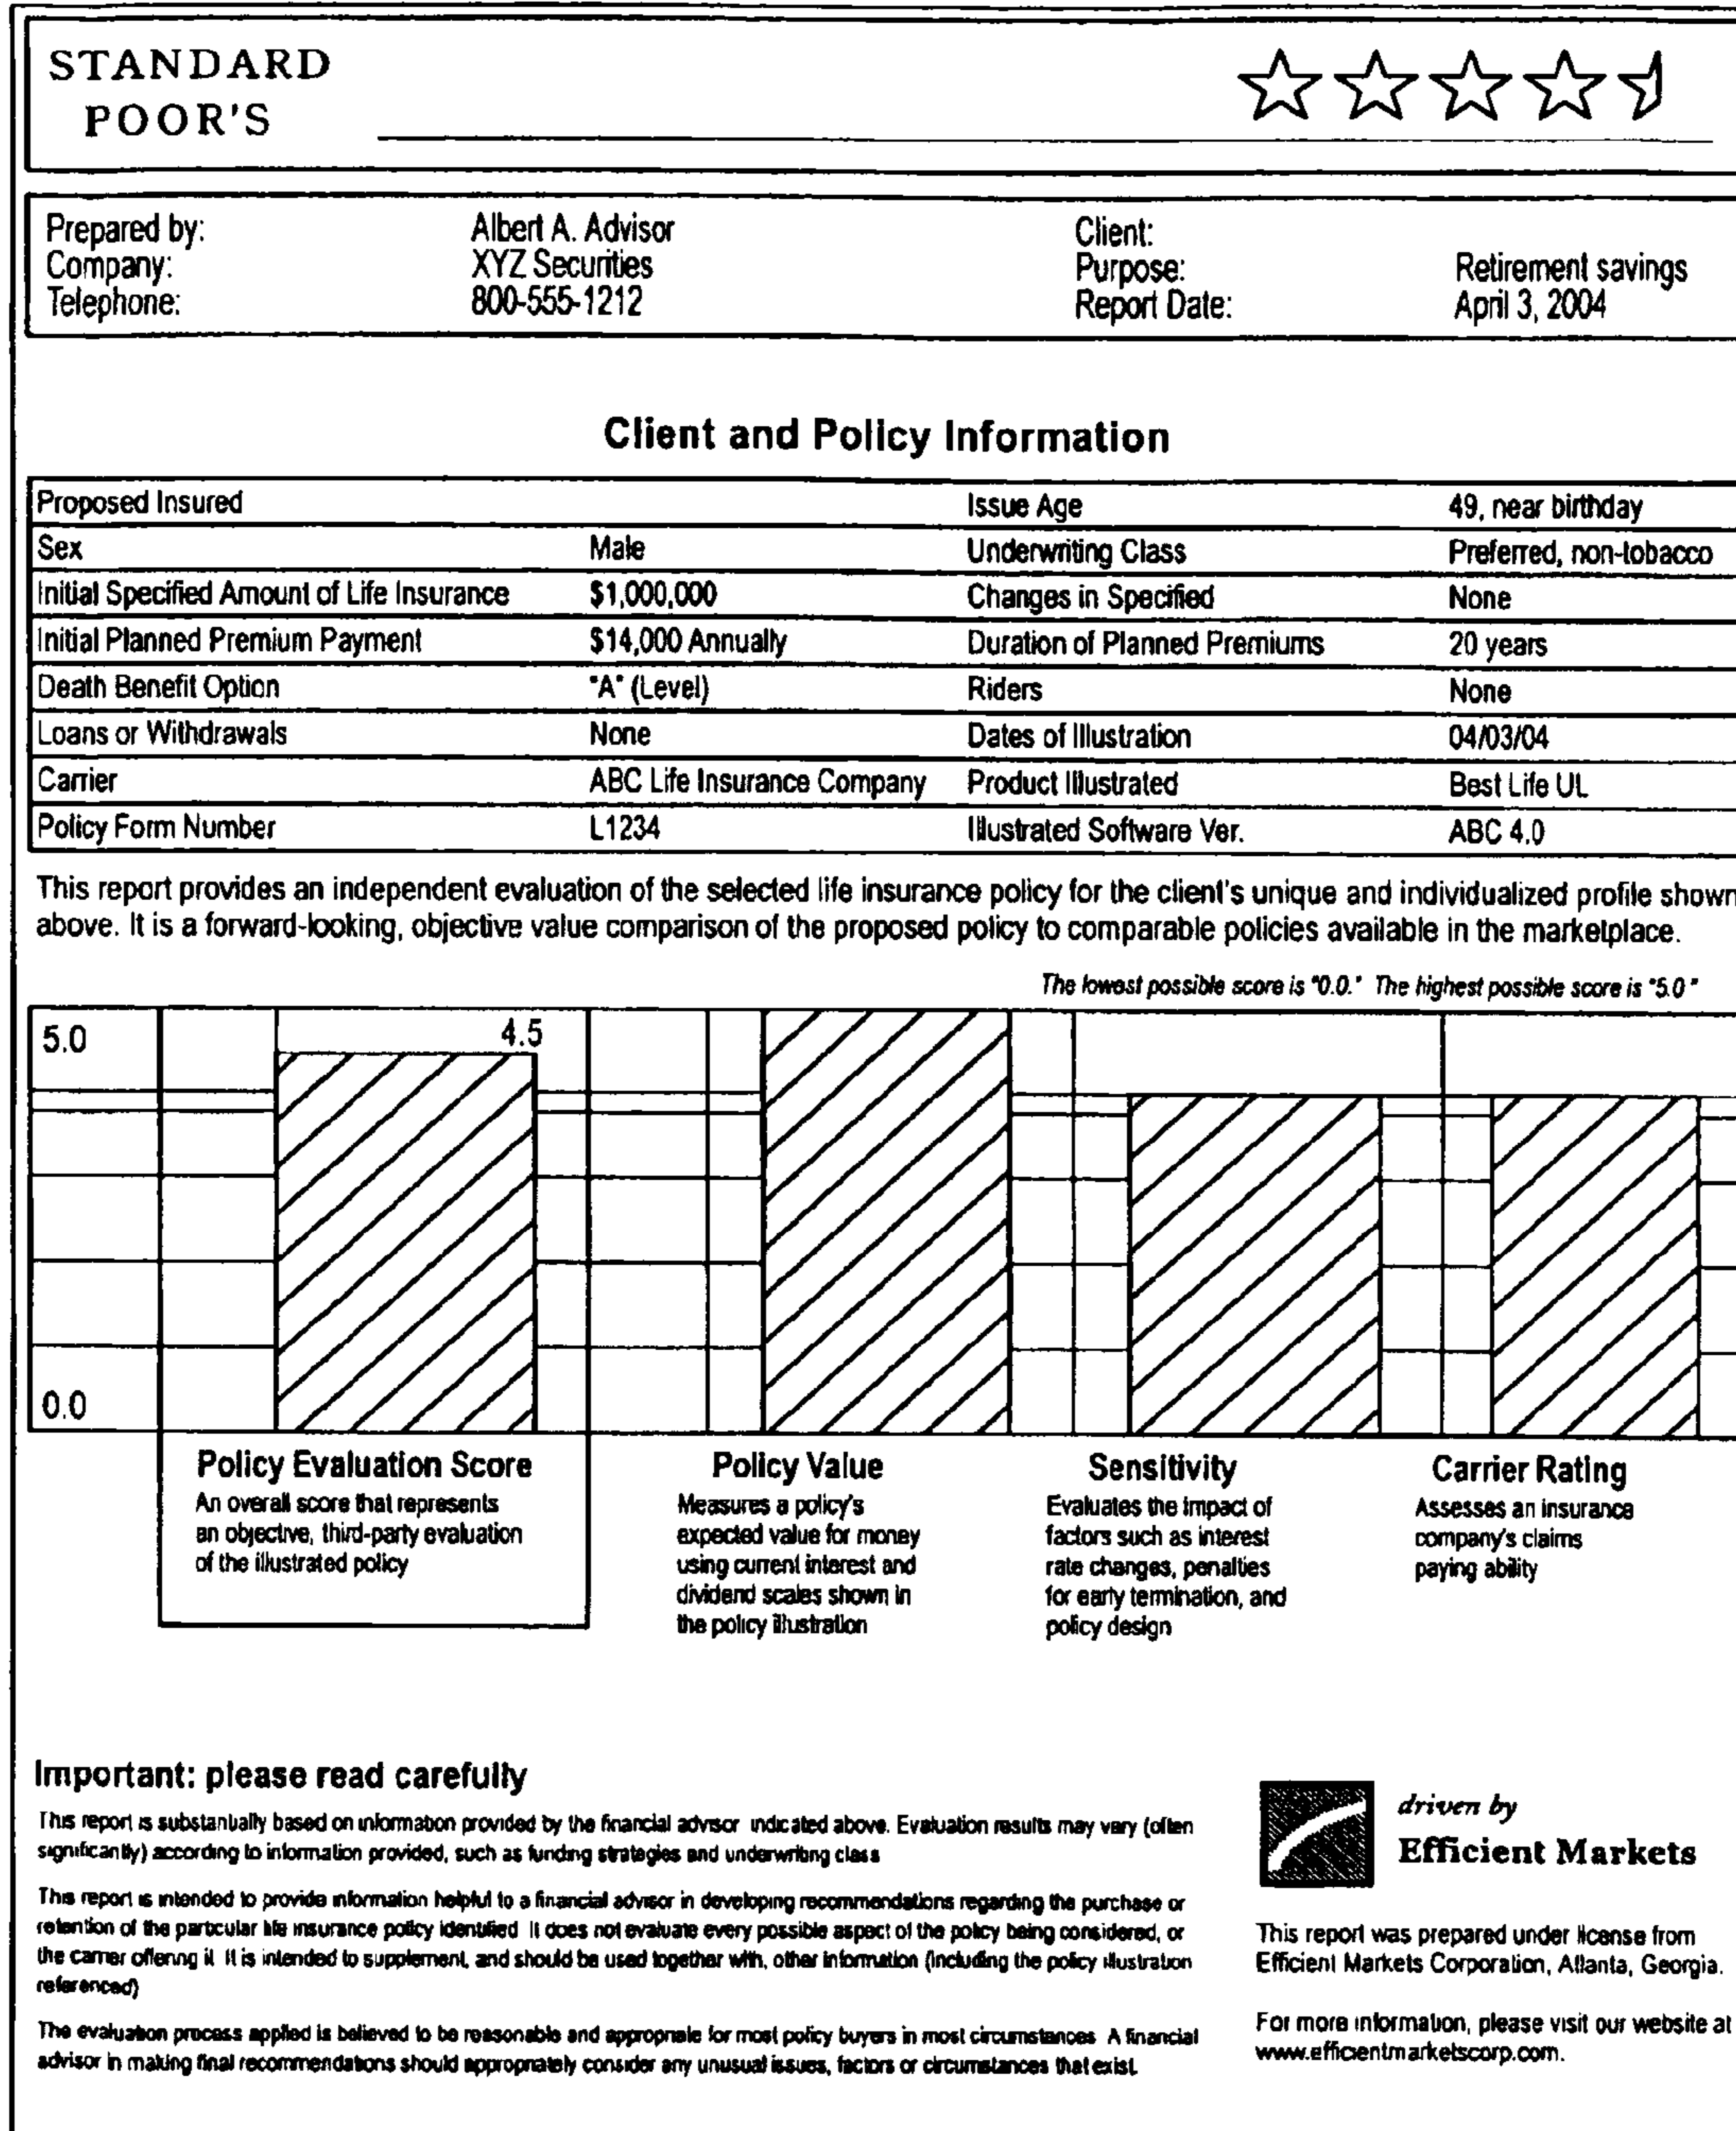 STANDARD
POOR'S
Prepared by: Albert A. Advisor Client:
Company: XYZ Securities Purpose: Retirement savings
Telephone: 800-555-1212 Report Date: April 3, 2004
Client and Policy Information
Proposed Insured Issue Age 49, near birthday
Sex Male Underwriting Class Preferred, non-tobacco
Initial Specified Amount of Life Insurance $1,000,000 Changes in Specified None
Initial Planned Premium Payment $14,000 Annually Duration of Planned Premiums 20 years
Death Benefit Option "A" (Level) Riders None
Loans or Withdrawals None Dates of Illustration 04/03/04
Carrier ABC Life Insurance Company Product Illustrated Best Life UL
Policy Form Number L1234 Illustrated Software Ver. ABC 4.0
This report provides an independent evaluation of the selected life insurance policy for the client's unique and individualized profile shown
above. It is a forward-looking, objective value comparison of the proposed policy to comparable policies available in the marketplace.
The lowest possible score is "0.0." The highest possible score is "5.0"
5.0
4.5
0.0
Policy Evaluation Score
An overall score that represents
an objective, third-party evaluation
of the illustrated policy
Policy Value
Measures a policy's
expected value for money
using current interest and
dividend scales shown in
the policy illustration
Sensitivity
Evaluates the impact of
factors such as interest
rate changes, penalties
for early termination, and
policy design
Carrier Rating
Assesses an insurance
company's claims
paying ability
Important: please read carefully
This report is substantially based on information provided by the financial advisor indicated above. Evaluation results may vary (often
significantly) according to information provided, such as funding strategies and underwriting class
This report is intended to provide information helpful to a financial advisor in developing recommendations regarding the purchase or
retention of the particular life insurance policy identified It does not evaluate every possible aspect of the policy being considered, or
the carrier offering it It is intended to supplement, and should be used together with, other information (including the policy illustration
referenced)
The evaluation process applied is believed to be reasonable and appropriate for most policy buyers in most circumstances A financial
advisor in making final recommendations should appropriately consider any unusual issues, factors or circumstances that exist.
driven by
Efficient Markets
This report was prepared under license from
Efficient Markets Corporation, Atlanta, Georgia.
For more information, please visit our website at
www.efficientmarketscorp.com.